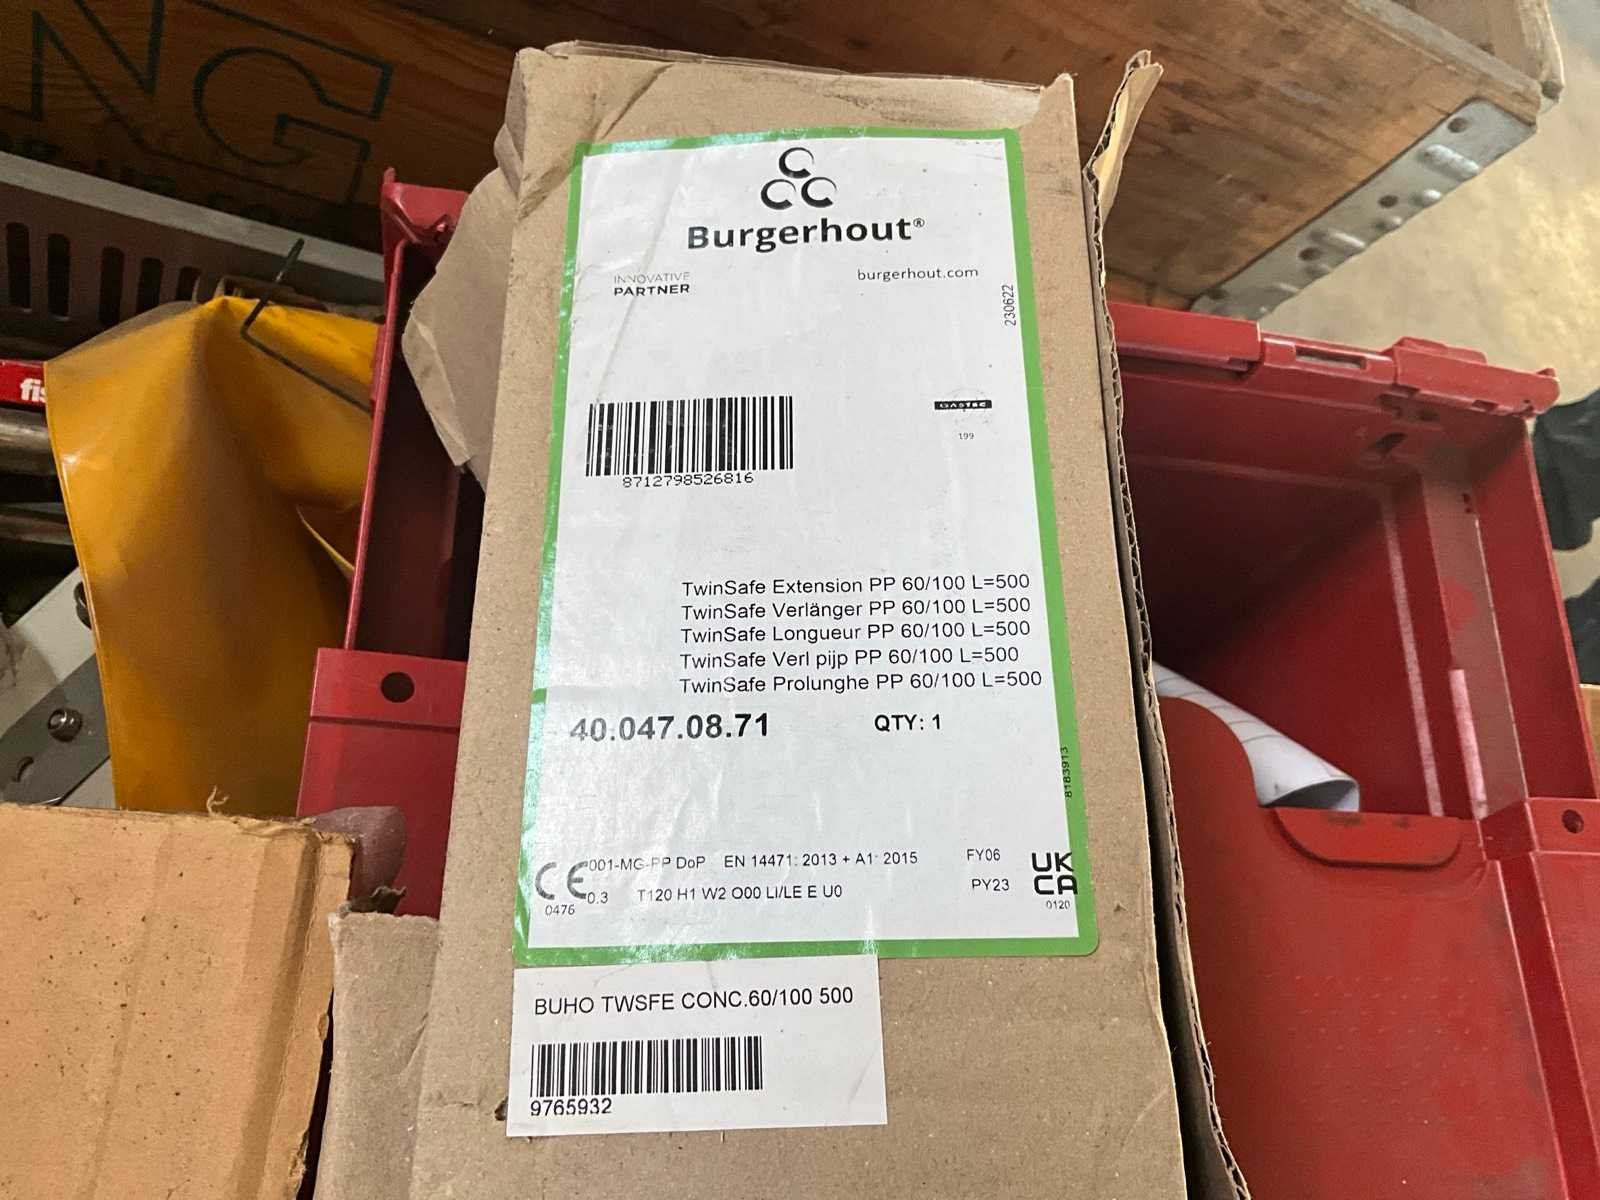 NG
fis
Burgerhout®
INNOVATIVE
PARTNER
burgerhout.com
230622
8712798526816
GASTEC
199
TwinSafe Extension PP 60/100 L=500
TwinSafe Verlänger PP 60/100 L=500
TwinSafe Longueur PP 60/100 L=500
TwinSafe Verl pijp PP 60/100 L=500
TwinSafe Prolunghe PP 60/100 L=500
40.047.08.71
QTY: 1
8183913
CE 001-MG-PP DoP EN 14471: 2013 + A1: 2015 FY06
0.3 T120 H1 W2 O00 LI/LE E U0 PY23
UK
CA
0476
0120
BUHO TWSFE CONC.60/100 500
9765932